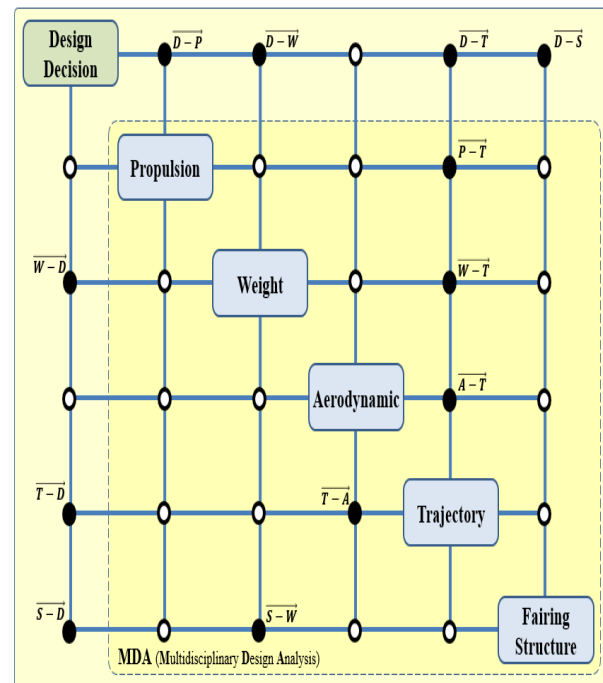 Design
Decision
D – P
D – W
D – T
D – S
Propulsion
P – T
W – D
Weight
W – T
Aerodynamic
A – T
T – D
T – A
Trajectory
S – D
S – W
Fairing
Structure
MDA (Multidisciplinary Design Analysis)